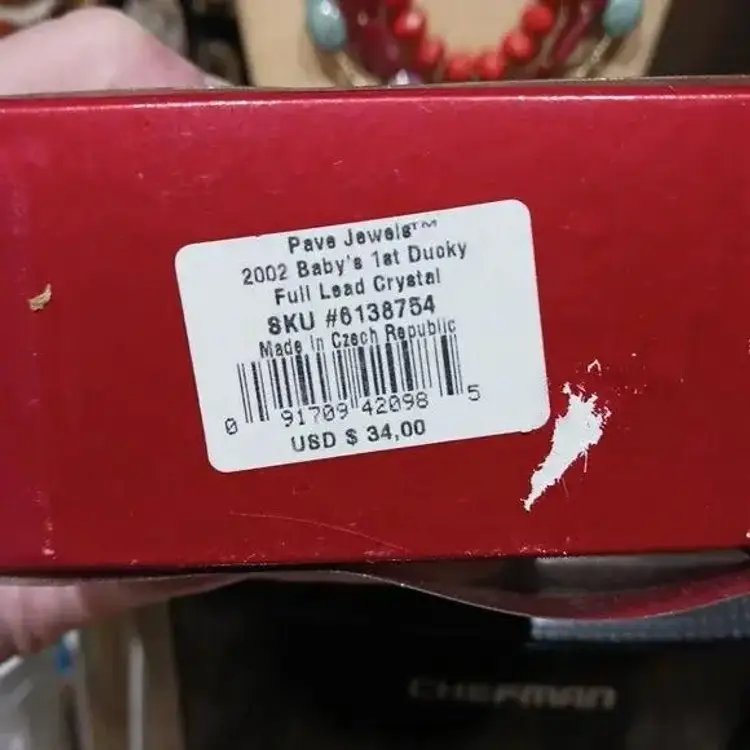 Pave Jewels™
2002 Baby's 1st Ducky
Full Lead Crystal
SKU #6138754
Made in Czech Republic
0 91709 42098 5
USD $ 34,00
CHEFMAN